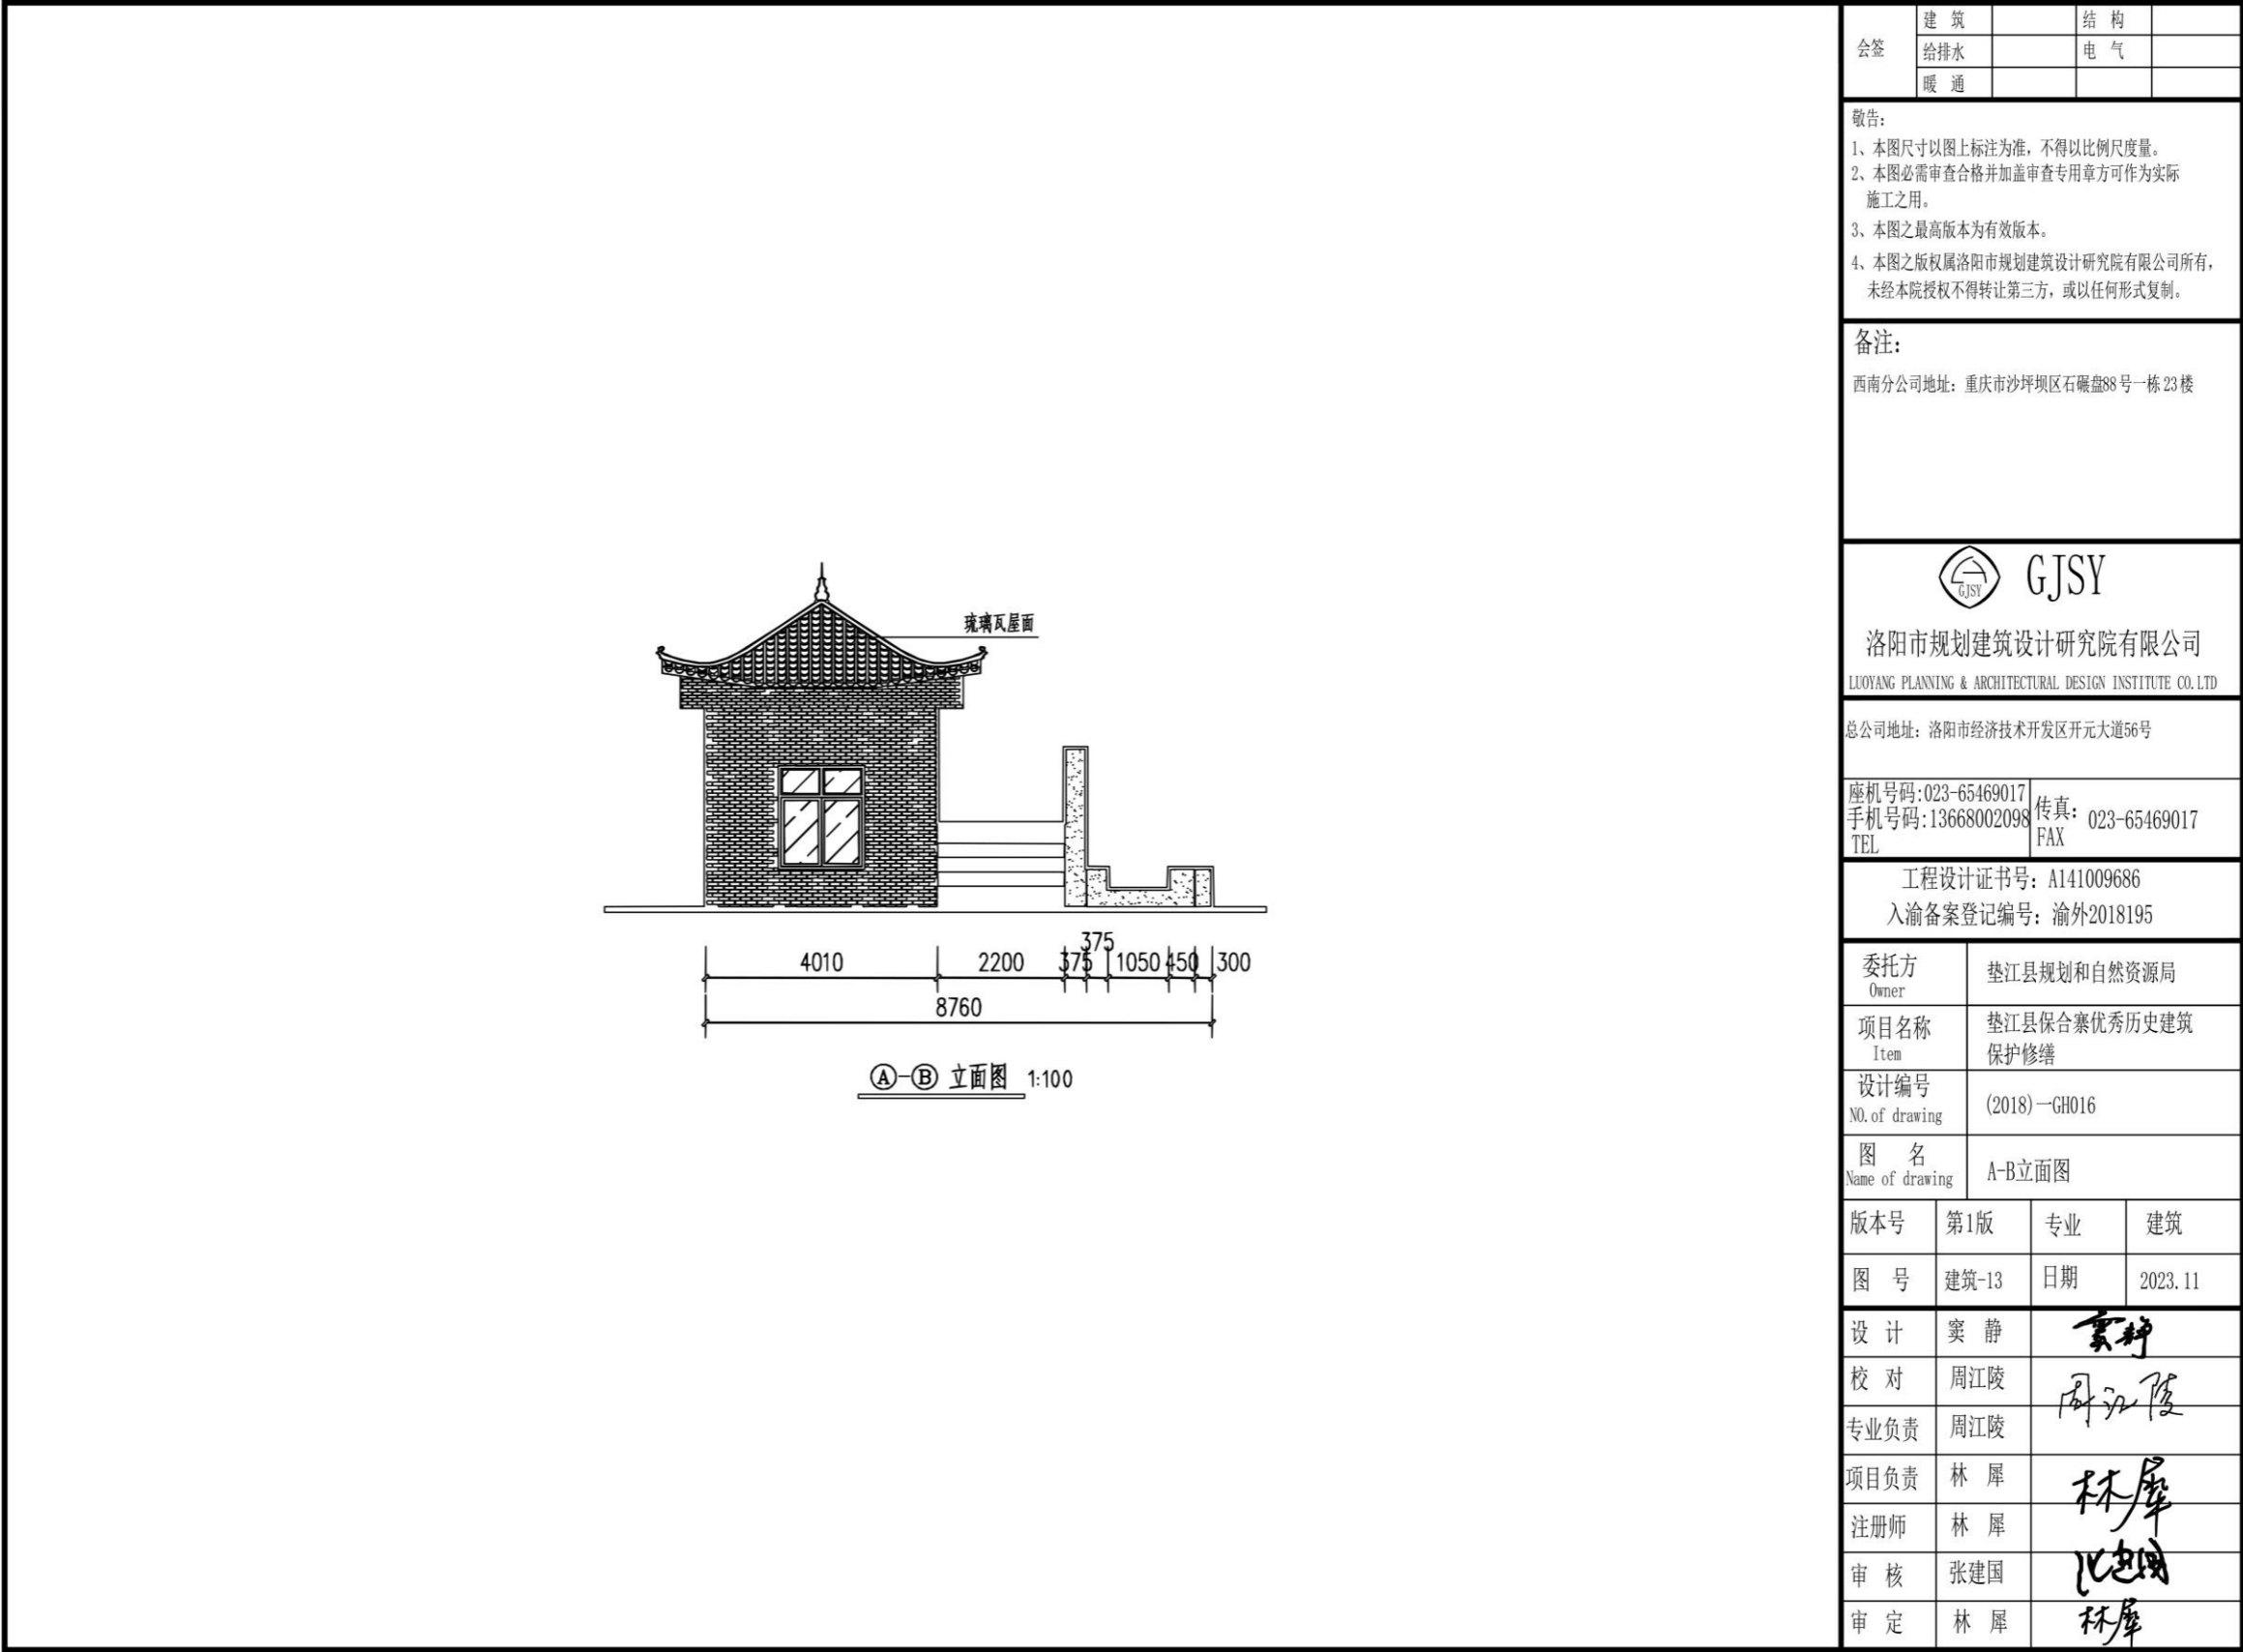 琉璃瓦屋面
375
4010 2200 375 1050 450 300
8760
Ⓐ-Ⓑ 立面图 1:100
会签 建 筑 结 构
给排水 电 气
暖 通
敬告：
1、本图尺寸以图上标注为准，不得以比例尺度量。
2、本图必需审查合格并加盖审查专用章方可作为实际
施工之用。
3、本图之最高版本为有效版本。
4、本图之版权属洛阳市规划建筑设计研究院有限公司所有，
未经本院授权不得转让第三方，或以任何形式复制。
备注：
西南分公司地址：重庆市沙坪坝区石碾盘88号一栋23楼
GJSY GJSY
洛阳市规划建筑设计研究院有限公司
LUOYANG PLANNING & ARCHITECTURAL DESIGN INSTITUTE CO.LTD
总公司地址：洛阳市经济技术开发区开元大道56号
座机号码:023-65469017
手机号码:13668002098
TEL
传真：
FAX
023-65469017
工程设计证书号：A141009686
入渝备案登记编号：渝外2018195
委托方
Owner
垫江县规划和自然资源局
项目名称
Item
垫江县保合寨优秀历史建筑
保护修缮
设计编号
NO.of drawing
(2018)一GH016
图 名
Name of drawing
A-B立面图
版本号 第1版 专业 建筑
图 号 建筑-13 日期 2023.11
设 计 窦 静 窦静
校 对 周江陵 周江陵
专业负责 周江陵
项目负责 林 犀 林犀
注册师 林 犀
审 核 张建国
审 定 林 犀 林犀